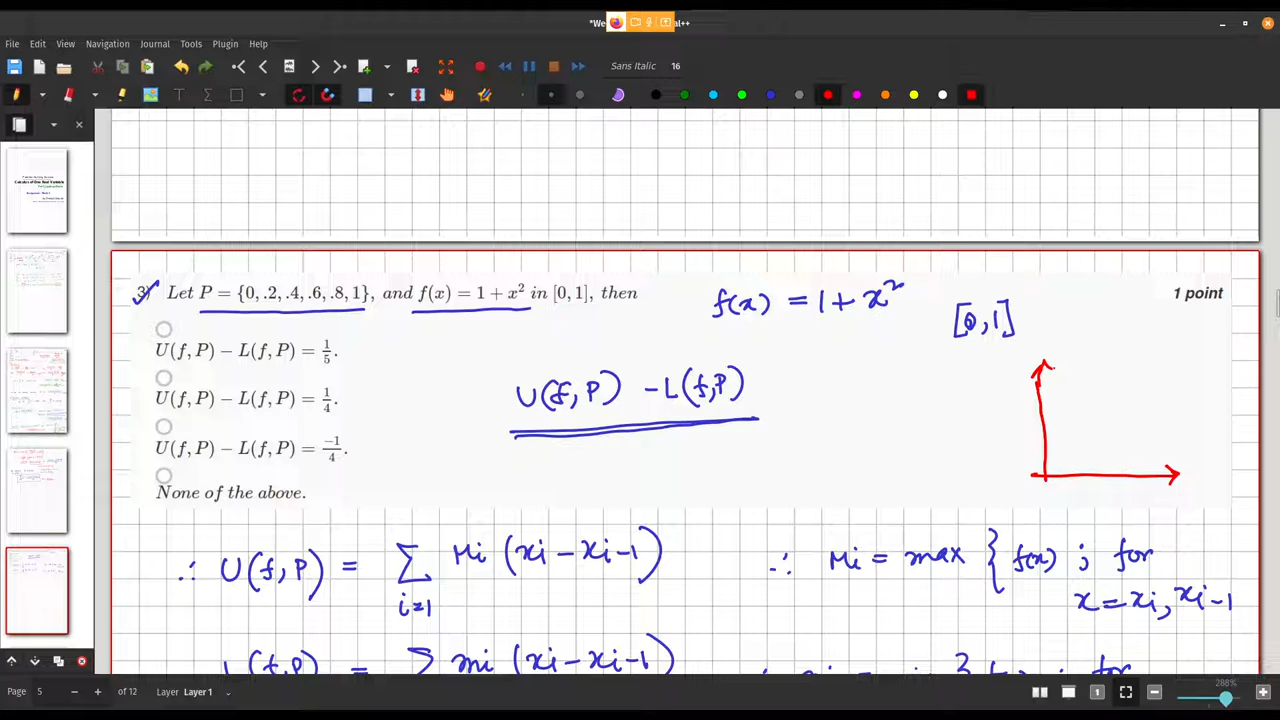 *We
al++
File Edit View Navigation Journal Tools Plugin Help
Sans Italic 16
3) Let P = {0, .2, .4, .6, .8, 1}, and f(x) = 1 + x² in [0, 1], then
1 point
f(x) = 1 + x²
[0,1]
U(f, P) − L(f, P) = 1/5.
U(f, P) − L(f, P) = 1/4.
U(f, P) − L(f, P) = −1/4.
None of the above.
U(f, P) − L(f, P)
∴ U(f, P) = Σ i=1 Mi (xi − xi−1)
∴ Mi = max { f(x) ; for
x = xi, xi−1
L(f, P) = Σ mi (xi − xi−1)
for
Page 5 − + of 12 Layer Layer 1
288%